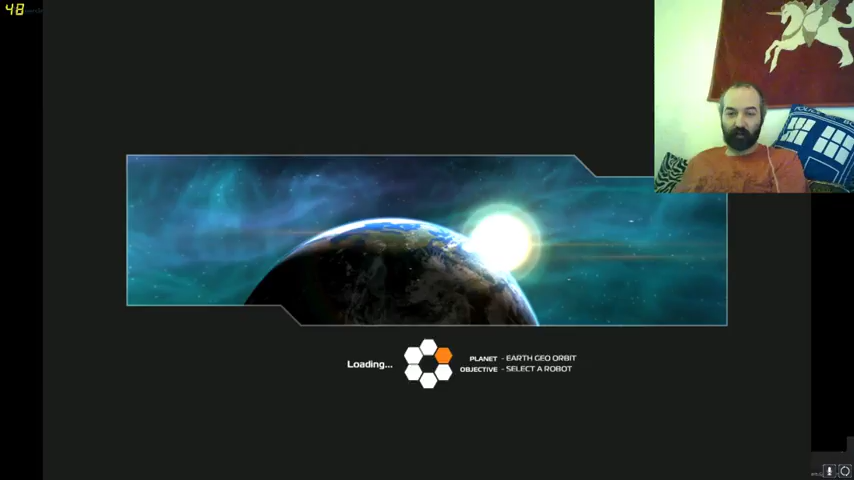 48
Loading...
PLANET - EARTH GEO ORBIT
OBJECTIVE - SELECT A ROBOT